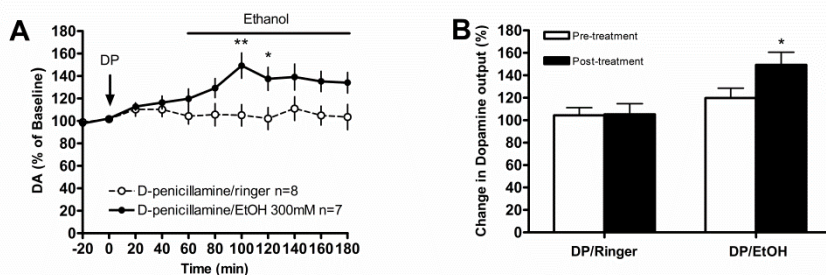 A
Ethanol
DP
**
*
DA (% of Baseline)
180
160
140
120
100
80
60
40
20
0
D-penicillamine/ringer n=8
D-penicillamine/EtOH 300mM n=7
-20 0 20 40 60 80 100 120 140 160 180
Time (min)
B
Pre-treatment
Post-treatment
*
Change in Dopamine output (%)
180
160
140
120
100
80
60
40
20
0
DP/Ringer DP/EtOH